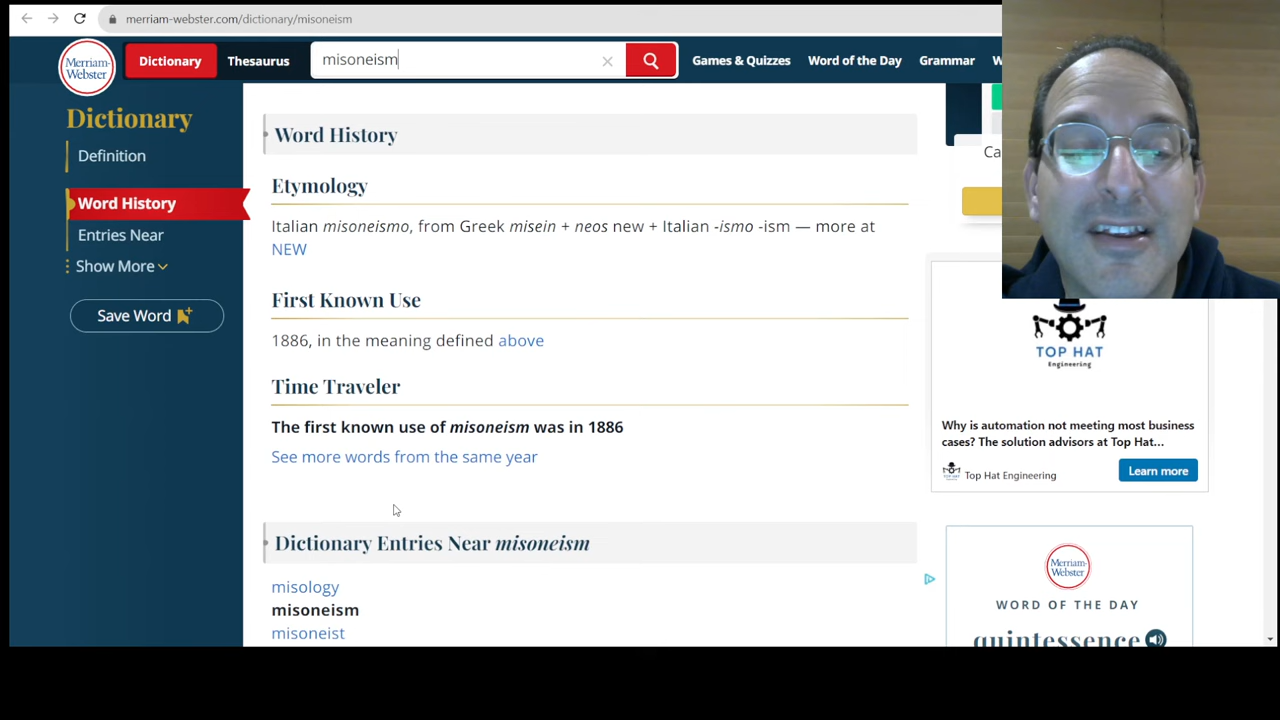 merriam-webster.com/dictionary/misoneism
Merriam-
Webster
Dictionary
Thesaurus
misoneism
Games & Quizzes
Word of the Day
Grammar
W
Dictionary
Definition
Word History
Entries Near
Show More
Save Word
Word History
Etymology
Italian misoneismo, from Greek misein + neos new + Italian -ismo -ism — more at
NEW
First Known Use
1886, in the meaning defined above
Time Traveler
The first known use of misoneism was in 1886
See more words from the same year
Dictionary Entries Near misoneism
misology
misoneism
misoneist
Ca
TOP HAT
Engineering
Why is automation not meeting most business
cases? The solution advisors at Top Hat...
Top Hat Engineering
Learn more
Merriam-
Webster
WORD OF THE DAY
quintessence